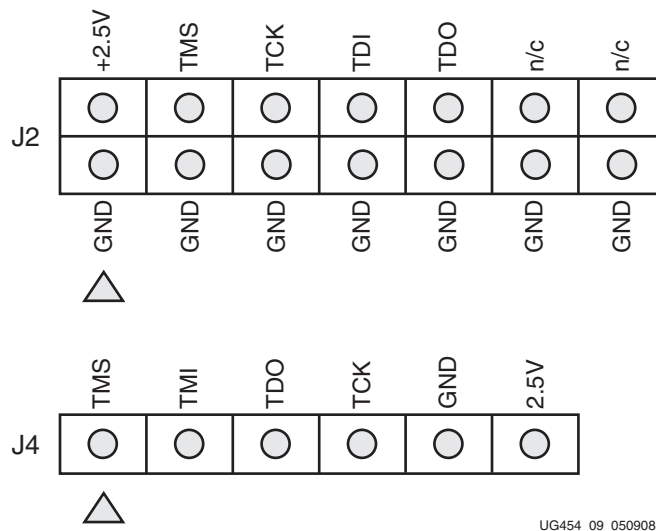 +2.5V TMS TCK TDI TDO n/c n/c
J2
GND GND GND GND GND GND GND
TMS TMI TDO TCK GND 2.5V
J4
UG454_09_050908